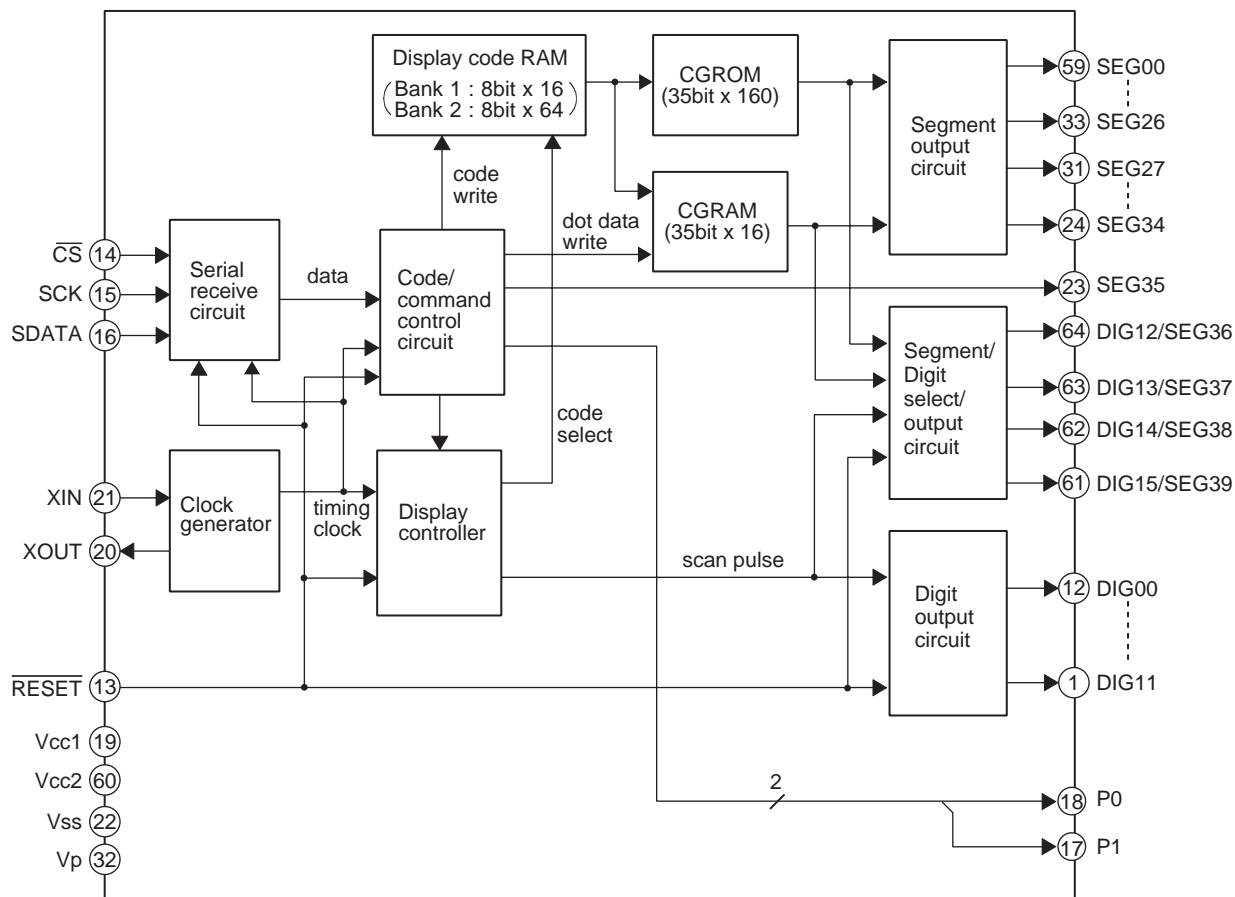 Display code RAM
(Bank 1 : 8bit x 16
Bank 2 : 8bit x 64)
CGROM
(35bit x 160)
CGRAM
(35bit x 16)
Segment
output
circuit
59 SEG00
33 SEG26
31 SEG27
24 SEG34
23 SEG35
code
write
dot data
write
C̅S̅ 14
SCK 15
SDATA 16
Serial
receive
circuit
data
Code/
command
control
circuit
Segment/
Digit
select/
output
circuit
64 DIG12/SEG36
63 DIG13/SEG37
62 DIG14/SEG38
61 DIG15/SEG39
code
select
XIN 21
XOUT 20
Clock
generator
timing
clock
Display
controller
scan pulse
Digit
output
circuit
12 DIG00
1 DIG11
R̅E̅S̅E̅T̅ 13
Vcc1 19
Vcc2 60
Vss 22
Vp 32
2
18 P0
17 P1